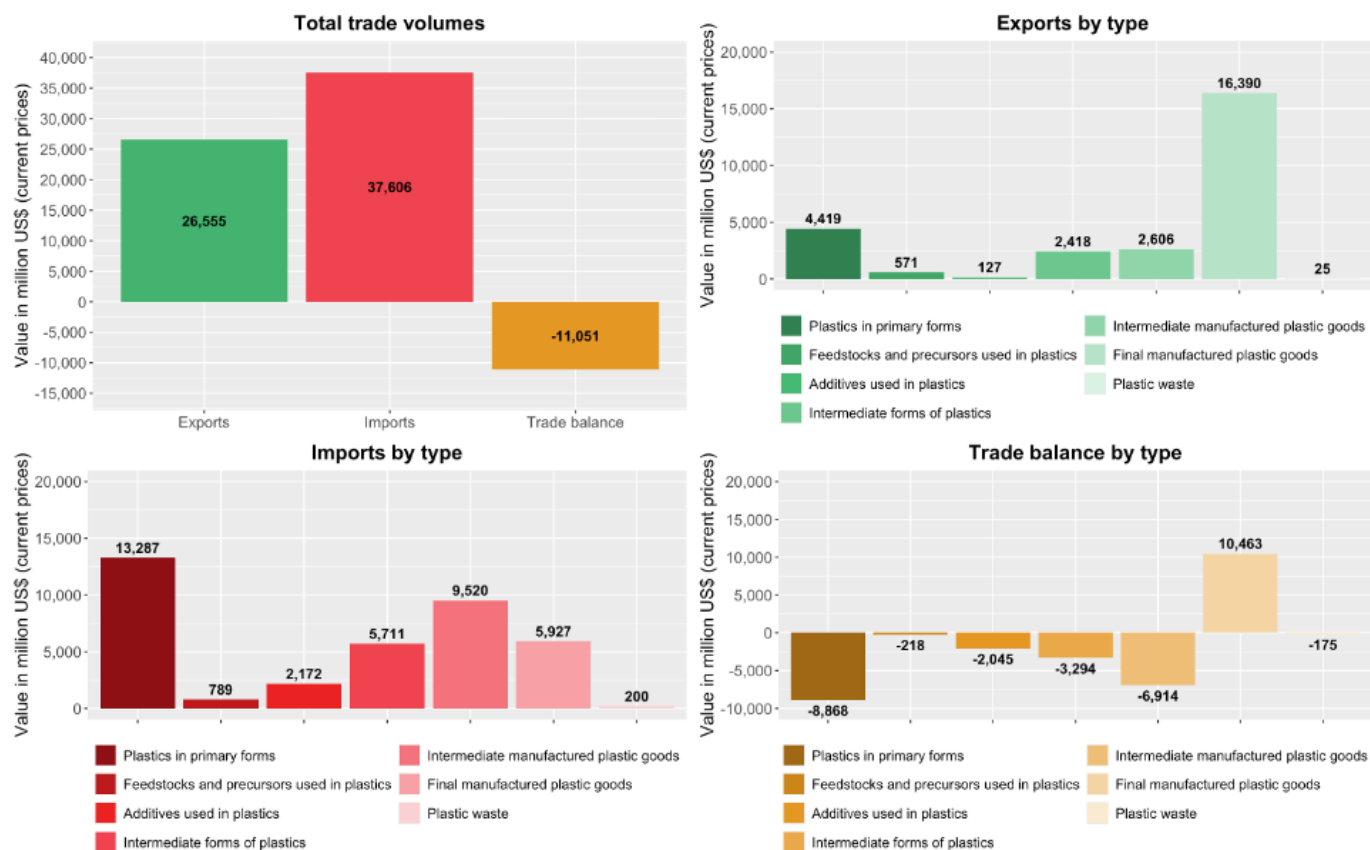 Total trade volumes
Value in million US$ (current prices)
40,000
35,000
30,000
25,000
20,000
15,000
10,000
5,000
0
-5,000
-10,000
-15,000
26,555
37,606
-11,051
Exports
Imports
Trade balance
Exports by type
Value in million US$ (current prices)
20,000
15,000
10,000
5,000
0
4,419
571
127
2,418
2,606
16,390
25
Plastics in primary forms
Feedstocks and precursors used in plastics
Additives used in plastics
Intermediate forms of plastics
Intermediate manufactured plastic goods
Final manufactured plastic goods
Plastic waste
Imports by type
Value in million US$ (current prices)
20,000
15,000
10,000
5,000
0
13,287
789
2,172
5,711
9,520
5,927
200
Plastics in primary forms
Feedstocks and precursors used in plastics
Additives used in plastics
Intermediate forms of plastics
Intermediate manufactured plastic goods
Final manufactured plastic goods
Plastic waste
Trade balance by type
Value in million US$ (current prices)
20,000
15,000
10,000
5,000
0
-5,000
-10,000
-8,868
-218
-2,045
-3,294
-6,914
10,463
-175
Plastics in primary forms
Feedstocks and precursors used in plastics
Additives used in plastics
Intermediate forms of plastics
Intermediate manufactured plastic goods
Final manufactured plastic goods
Plastic waste